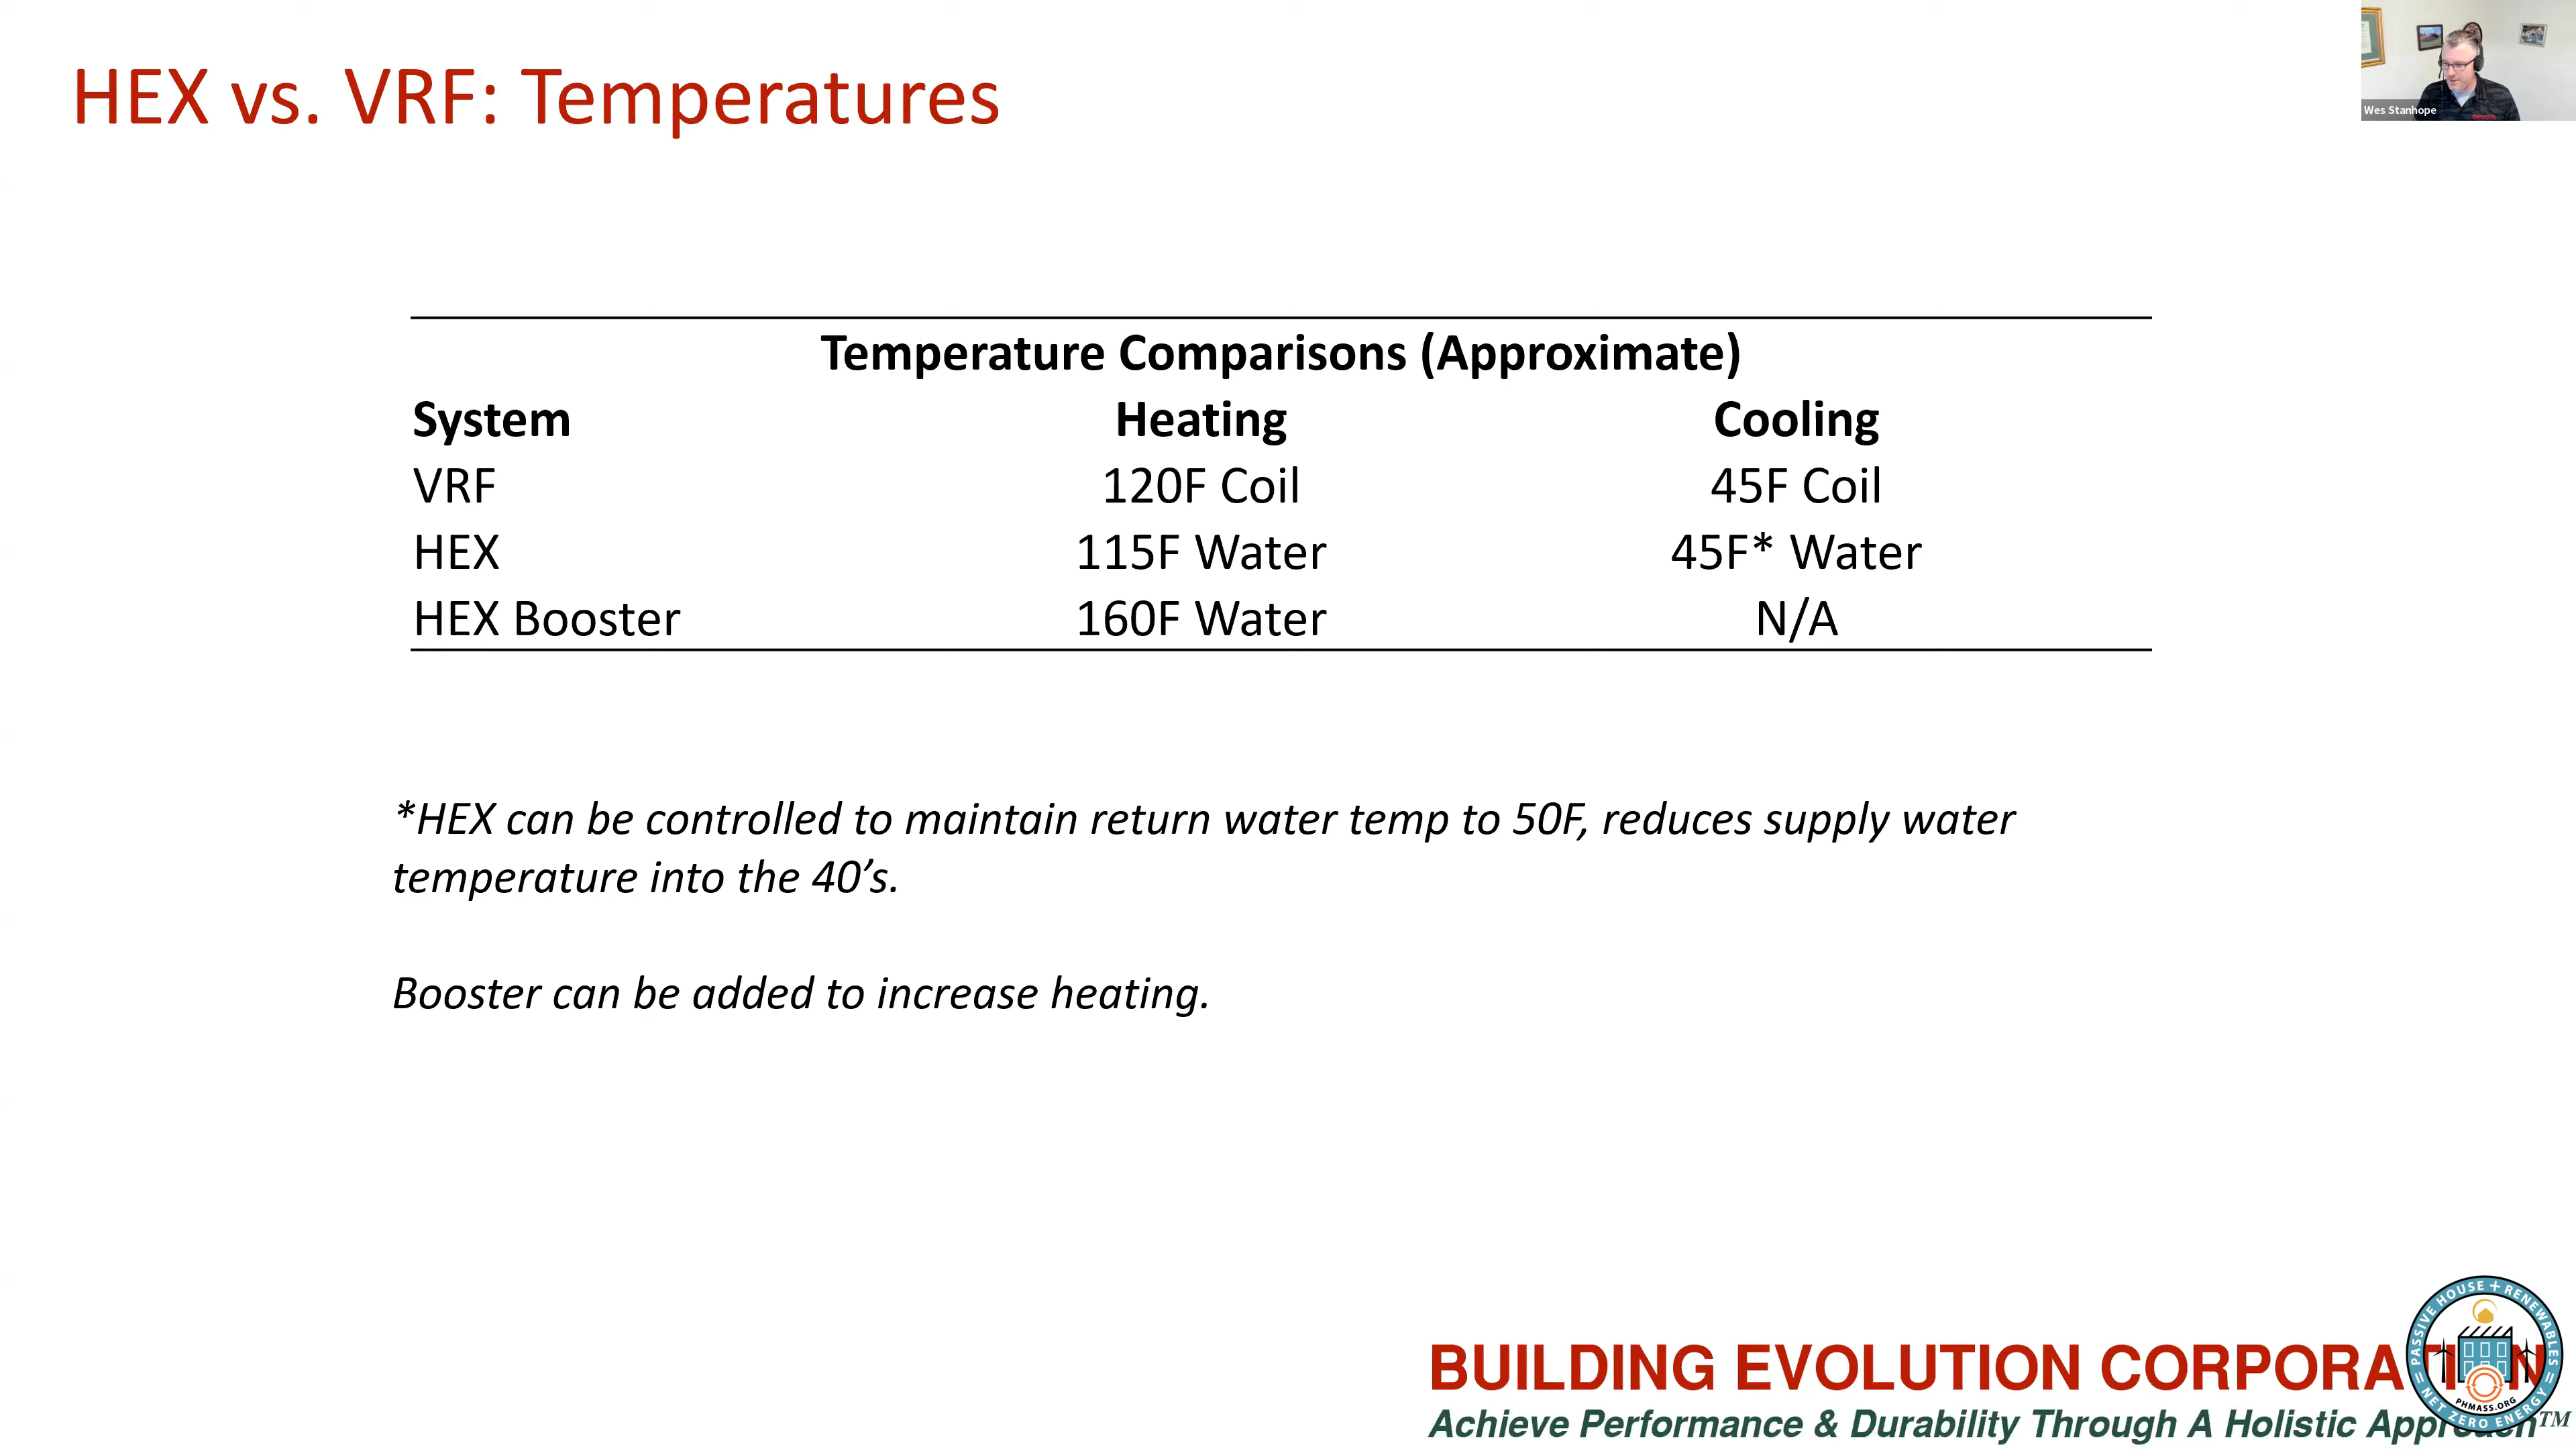 HEX vs. VRF: Temperatures
Wes Stanhope
Temperature Comparisons (Approximate)
System Heating Cooling
VRF 120F Coil 45F Coil
HEX 115F Water 45F* Water
HEX Booster 160F Water N/A
*HEX can be controlled to maintain return water temp to 50F, reduces supply water
temperature into the 40's.
Booster can be added to increase heating.
BUILDING EVOLUTION CORPORATION
Achieve Performance & Durability Through A Holistic Approach™
PASSIVE HOUSE + RENEWABLES
= NET ZERO ENERGY =
PHMASS.ORG